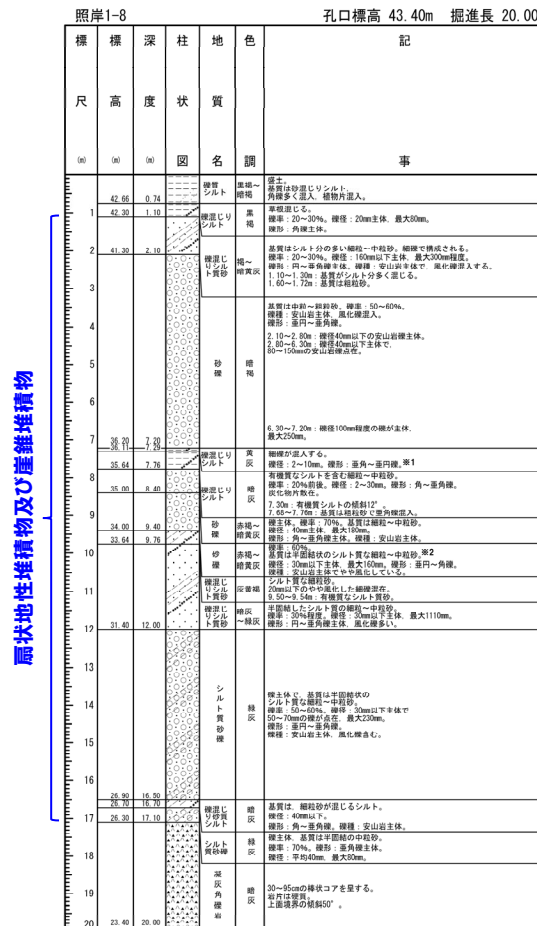 照岸1-8 孔口標高 43.40m 掘進長 20.00
標尺(m) 標高(m) 深度(m) 柱状図 地質名 色調 記事
扇状地性堆積物及び崖錐堆積物
42.66 0.74 礫質シルト 黒褐~暗褐
盛土。
基質は砂混じりシルト。
角礫多く混入、植物片混入。
1 42.30 1.10 礫混じりシルト 黒褐
草根混じる。
礫率:20~30%。礫径:20mm主体、最大80mm。
礫形:角礫主体。
2 41.30 2.10 礫混じりシルト質砂 褐~暗黄灰
基質はシルト分の多い細粒~中粒砂。細礫で構成される。
礫率:20~30%。礫径:160mm以下主体、最大300mm程度。
礫形:円~亜角礫主体。礫種:安山岩主体で、風化礫混入する。
1.10~1.30m:基質がシルト分多く混じる。
1.60~1.72m:基質は粗粒砂。
3
4
5
6
7 36.20 7.20 砂礫 暗褐
基質は中粒~粗粒砂。礫率:50~60%。
礫種:安山岩主体、風化礫混入。
礫形:亜円~亜角礫。
2.10~2.80m:礫径40mm以下の安山岩礫主体。
2.80~6.30m:礫径40mm以下主体で、
80~150mmの安山岩礫点在。
6.30~7.20m:礫径100mm程度の礫が主体、
最大250mm。
36.11 7.29
35.64 7.76 礫混じりシルト 黄灰
細礫が混入する。
礫径:2~10mm。礫形:亜角~亜円礫。※1
8 35.00 8.40 礫混じりシルト 暗灰
有機質なシルトを含む細粒~中粒砂。
礫率:20%前後。礫径:2~30mm。礫形:角~亜角礫。
炭化物片散在。
7.30m:有機質シルトの傾斜12°。
7.65~7.76m:基質は粗粒砂で亜角礫混入。
9 34.00 9.40 砂礫 赤褐~暗黄灰
礫主体。礫率:70%。基質は細粒~中粒砂。
礫径:40mm主体、最大180mm。
礫形:角~亜角礫主体。礫種:安山岩主体。
33.64 9.76
10 砂礫 赤褐~暗黄灰
礫率:60%。
基質は半固結状のシルト質な細粒~中粒砂。※2
礫径:30mm以下主体、最大160mm。礫形:亜円~角礫。
礫種:安山岩主体でやや風化している。
11 礫混じりシルト質砂 灰黄褐
シルト質な細粒砂。
20mm以下のやや風化した細礫混在。
9.50~9.54m:有機質なシルト質砂。
12 31.40 12.00 礫混じりシルト質砂 暗灰~緑灰
半固結したシルト質の細粒~中粒砂。
礫率:30%程度。礫径:30mm以下主体、最大1110mm。
礫形:円~亜角礫主体、風化礫多い。
13
14
15
16 26.90 16.50 シルト質砂礫 緑灰
礫主体で、基質は半固結状の
シルト質な細粒~中粒砂。
礫率:50~60%。礫径:30mm以下主体で
50~70mmの礫が点在、最大230mm。
礫形:亜円~亜角礫。
礫種:安山岩主体、風化礫含む。
26.70 16.70
17 26.30 17.10 礫混じり砂質シルト 暗灰
基質は、細粒砂が混じるシルト。
礫径:40mm以下。
礫形:角~亜角礫。礫種:安山岩主体。
18 シルト質砂礫 緑灰
礫主体、基質は半固結の中粒砂。
礫率:70%。礫形:亜角礫主体。
礫径:平均40mm、最大80mm。
19
20 23.40 20.00 凝灰角礫岩 暗灰
30~95cmの棒状コアを呈する。
岩片は硬質。
上面境界の傾斜50°。